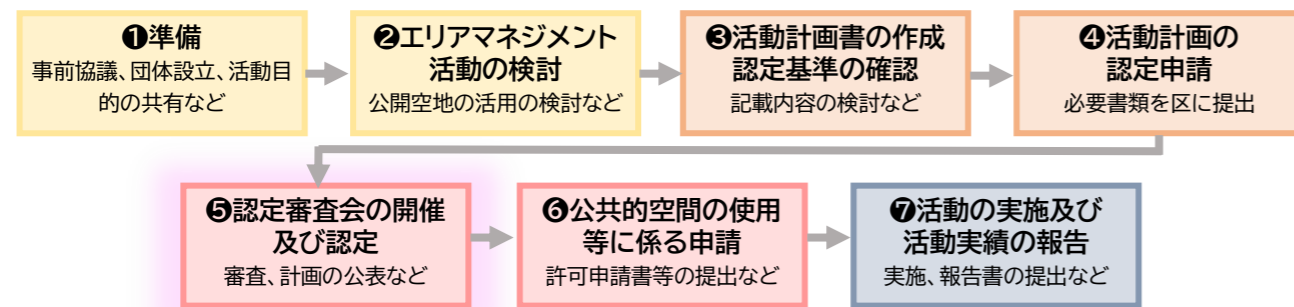 ❶準備
事前協議、団体設立、活動目
的の共有など
❷エリアマネジメント
活動の検討
公開空地の活用の検討など
❸活動計画書の作成
認定基準の確認
記載内容の検討など
❹活動計画の
認定申請
必要書類を区に提出
❺認定審査会の開催
及び認定
審査、計画の公表など
❻公共的空間の使用
等に係る申請
許可申請書等の提出など
❼活動の実施及び
活動実績の報告
実施、報告書の提出など